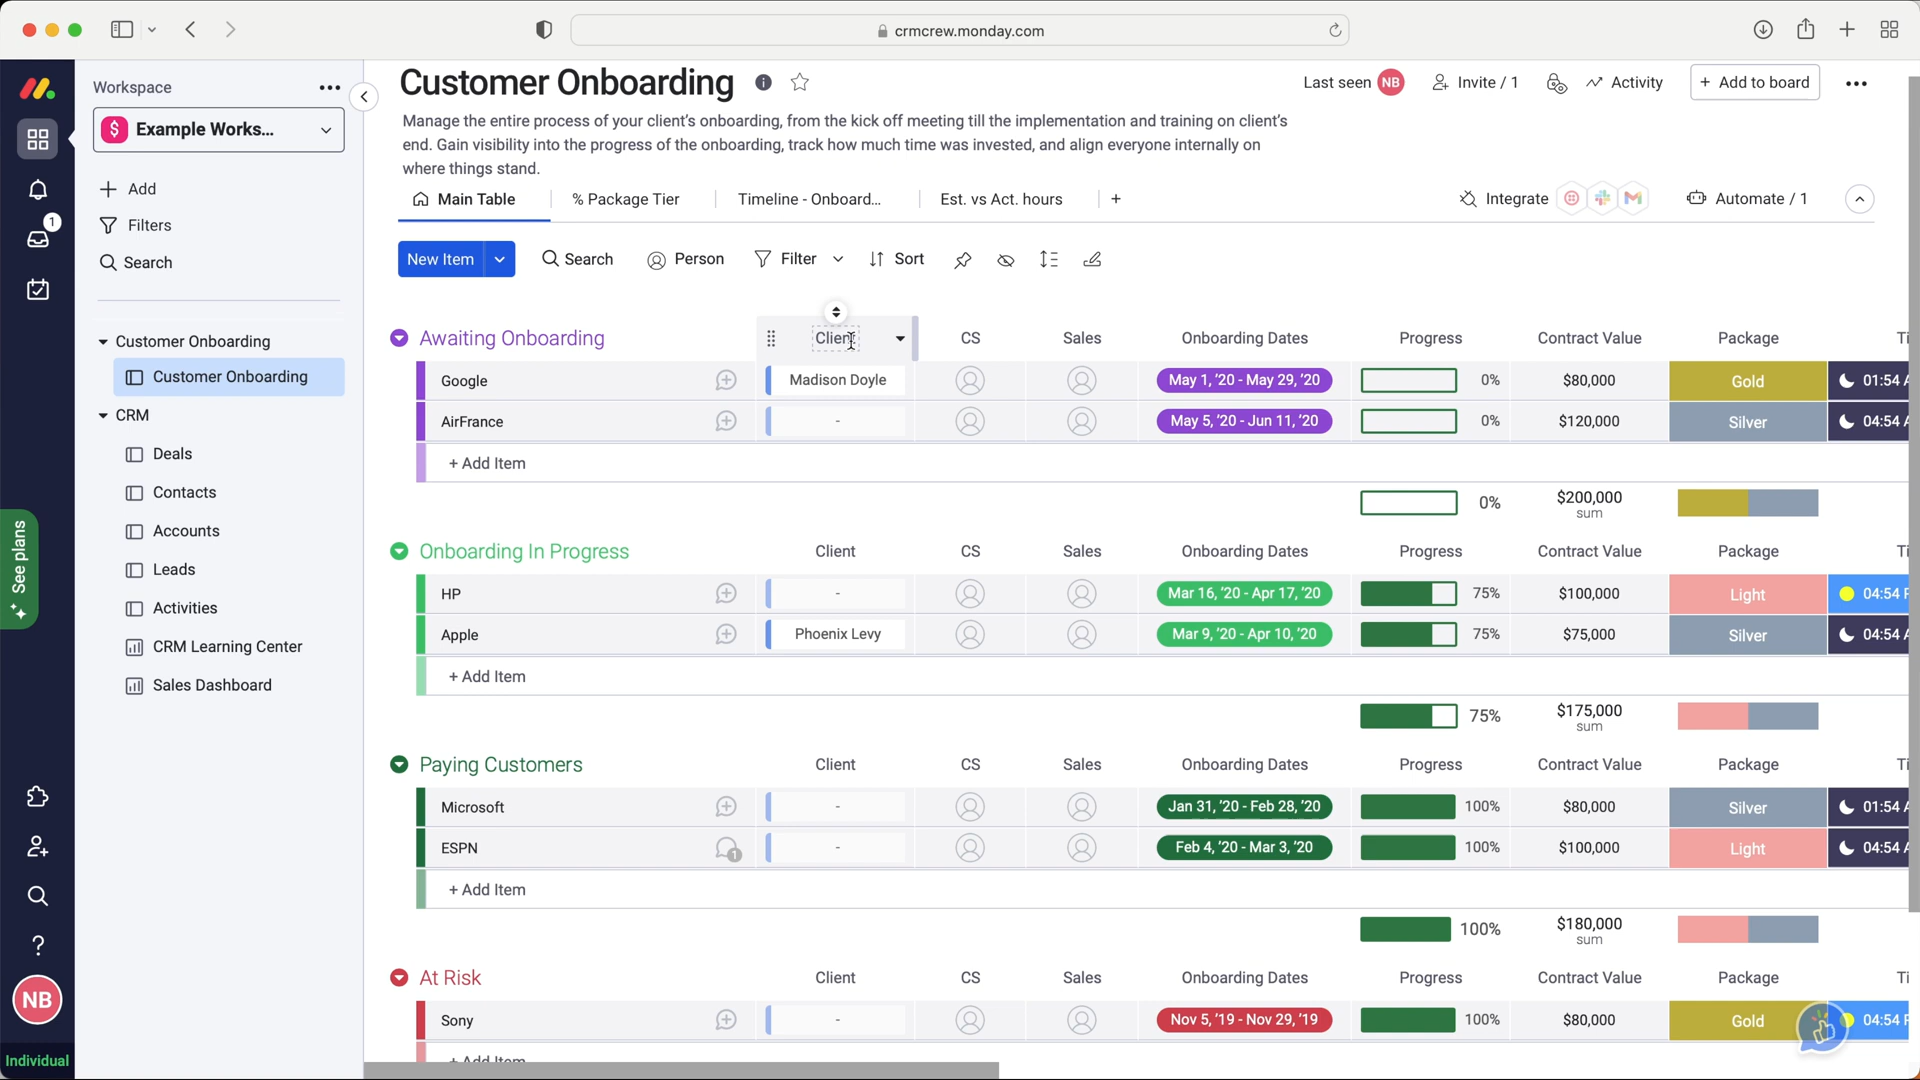 crmcrew.monday.com
Workspace
$ Example Works...
Add
Filters
Search
Customer Onboarding
Customer Onboarding
CRM
Deals
Contacts
Accounts
Leads
Activities
CRM Learning Center
Sales Dashboard
1
See plans
?
NB
Individual
Customer Onboarding
Last seen NB
Invite / 1
Activity
+ Add to board
Manage the entire process of your client's onboarding, from the kick off meeting till the implementation and training on client's
end. Gain visibility into the progress of the onboarding, track how much time was invested, and align everyone internally on
where things stand.
Main Table
% Package Tier
Timeline - Onboard...
Est. vs Act. hours
+
Integrate
Automate / 1
New Item
Search
Person
Filter
Sort
Awaiting Onboarding Client CS Sales Onboarding Dates Progress Contract Value Package Ti
Google Madison Doyle May 1, '20 - May 29, '20 0% $80,000 Gold 01:54 A
AirFrance - May 5, '20 - Jun 11, '20 0% $120,000 Silver 04:54 A
+ Add Item
0% $200,000
sum
Onboarding In Progress Client CS Sales Onboarding Dates Progress Contract Value Package Ti
HP - Mar 16, '20 - Apr 17, '20 75% $100,000 Light 04:54 P
Apple Phoenix Levy Mar 9, '20 - Apr 10, '20 75% $75,000 Silver 04:54 A
+ Add Item
75% $175,000
sum
Paying Customers Client CS Sales Onboarding Dates Progress Contract Value Package Ti
Microsoft - Jan 31, '20 - Feb 28, '20 100% $80,000 Silver 01:54 A
ESPN 1 - Feb 4, '20 - Mar 3, '20 100% $100,000 Light 04:54 A
+ Add Item
100% $180,000
sum
At Risk Client CS Sales Onboarding Dates Progress Contract Value Package Ti
Sony - Nov 5, '19 - Nov 29, '19 100% $80,000 Gold 04:54 P
+ Add Item